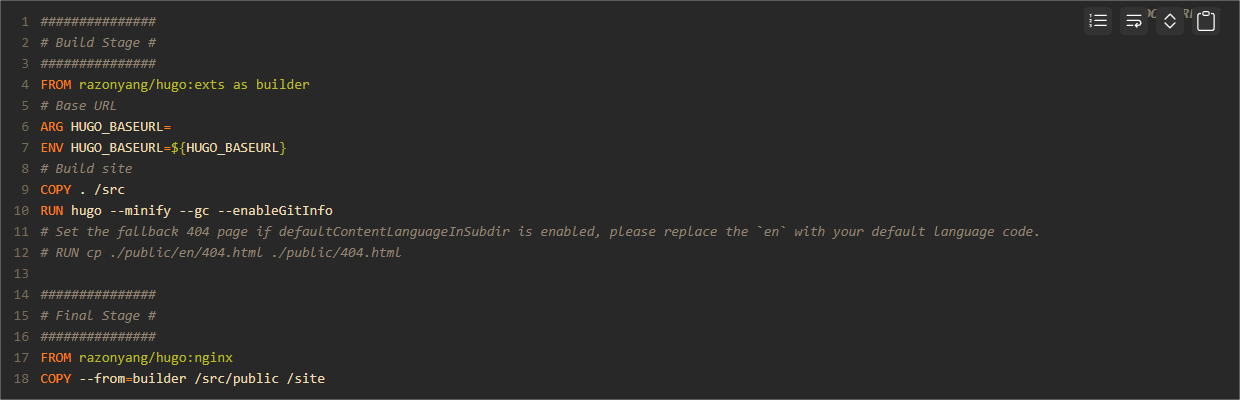 1 ###############
2 # Build Stage #
3 ###############
4 FROM razonyang/hugo:exts as builder
5 # Base URL
6 ARG HUGO_BASEURL=
7 ENV HUGO_BASEURL=${HUGO_BASEURL}
8 # Build site
9 COPY . /src
10 RUN hugo --minify --gc --enableGitInfo
11 # Set the fallback 404 page if defaultContentLanguageInSubdir is enabled, please replace the `en` with your default language code.
12 # RUN cp ./public/en/404.html ./public/404.html
13
14 ###############
15 # Final Stage #
16 ###############
17 FROM razonyang/hugo:nginx
18 COPY --from=builder /src/public /site